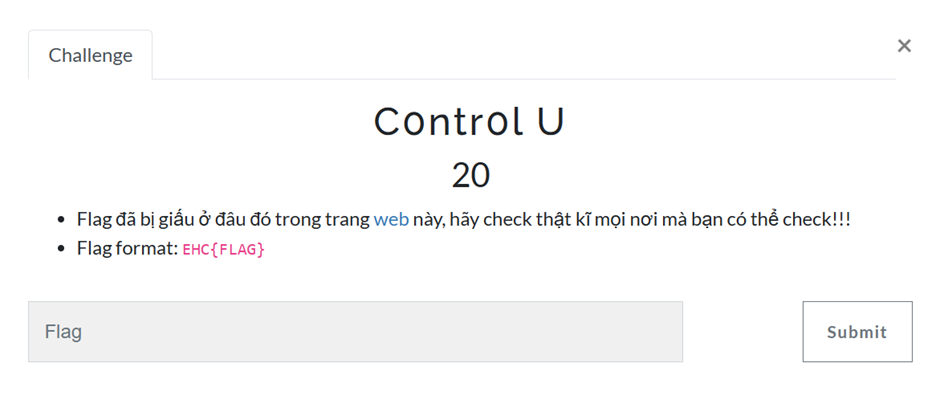 Challenge
×
Control U
20
• Flag đã bị giấu ở đâu đó trong trang web này, hãy check thật kĩ mọi nơi mà bạn có thể check!!!
• Flag format: EHC{FLAG}
Flag
Submit